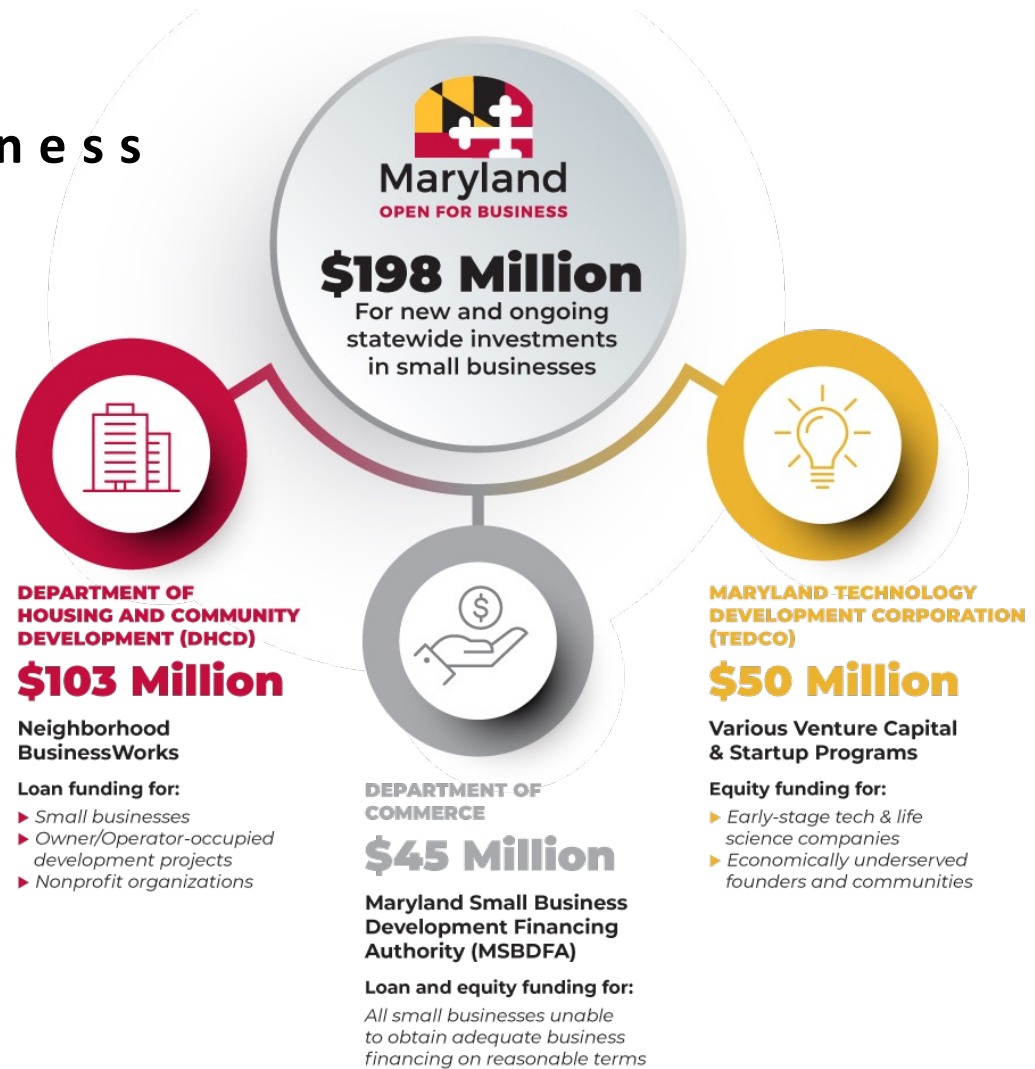 ness
Maryland
OPEN FOR BUSINESS
$198 Million
For new and ongoing
statewide investments
in small businesses
DEPARTMENT OF
HOUSING AND COMMUNITY
DEVELOPMENT (DHCD)
$103 Million
Neighborhood
BusinessWorks
Loan funding for:
▶ Small businesses
▶ Owner/Operator-occupied
development projects
▶ Nonprofit organizations
$
DEPARTMENT OF
COMMERCE
$45 Million
Maryland Small Business
Development Financing
Authority (MSBDFA)
Loan and equity funding for:
All small businesses unable
to obtain adequate business
financing on reasonable terms
MARYLAND TECHNOLOGY
DEVELOPMENT CORPORATION
(TEDCO)
$50 Million
Various Venture Capital
& Startup Programs
Equity funding for:
▶ Early-stage tech & life
science companies
▶ Economically underserved
founders and communities